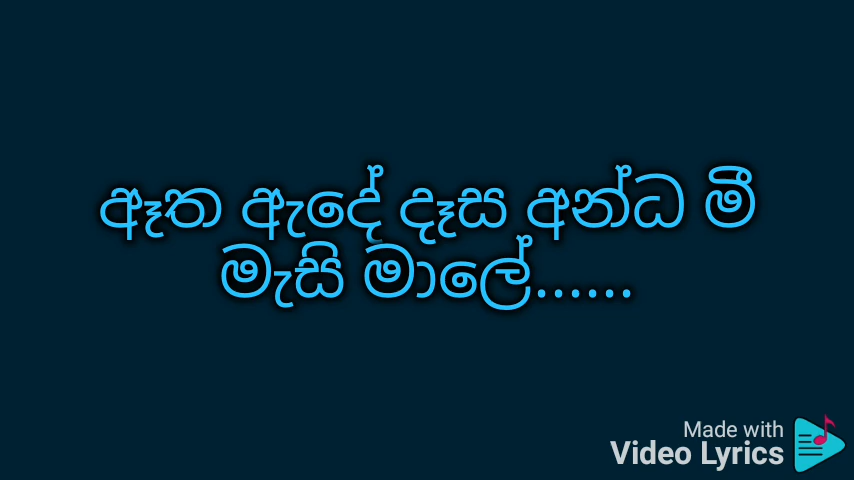 ඈත ඇදේ දෑස අන්ධ මී
මැසි මාලේ......
Made with
Video Lyrics